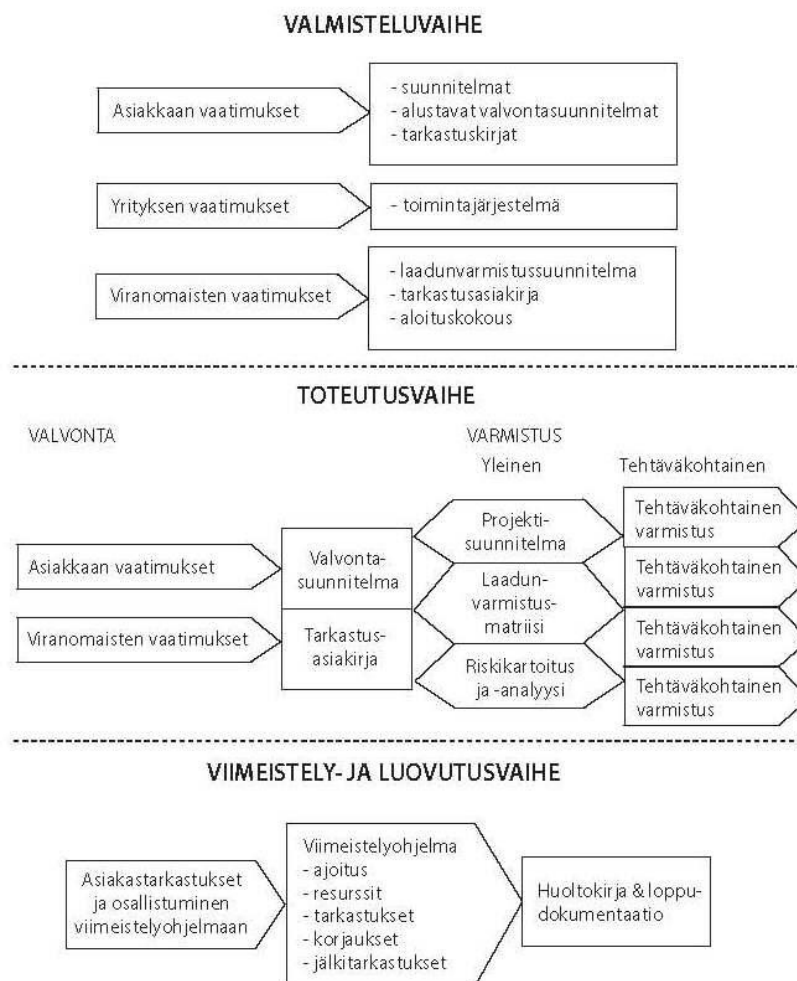 VALMISTELUVAIHE
Asiakkaan vaatimukset
- suunnitelmat
- alustavat valvontasuunnitelmat
- tarkastuskirjat
Yrityksen vaatimukset
- toimintajärjestelmä
Viranomaisten vaatimukset
- laadunvarmistussuunnitelma
- tarkastusasiakirja
- aloituskokous
TOTEUTUSVAIHE
VALVONTA
VARMISTUS
Yleinen
Tehtäväkohtainen
Asiakkaan vaatimukset
Viranomaisten vaatimukset
Valvonta-
suunnitelma
Tarkastus-
asiakirja
Projekti-
suunnitelma
Laadun-
varmistus-
matriisi
Riskikartoitus
ja -analyysi
Tehtäväkohtainen
varmistus
Tehtäväkohtainen
varmistus
Tehtäväkohtainen
varmistus
Tehtäväkohtainen
varmistus
VIIMEISTELY- JA LUOVUTUSVAIHE
Asiakastarkastukset
ja osallistuminen
viimeistelyohjelmaan
Viimeistelyohjelma
- ajoitus
- resurssit
- tarkastukset
- korjaukset
- jälkitarkastukset
Huoltokirja & loppu-
dokumentaatio